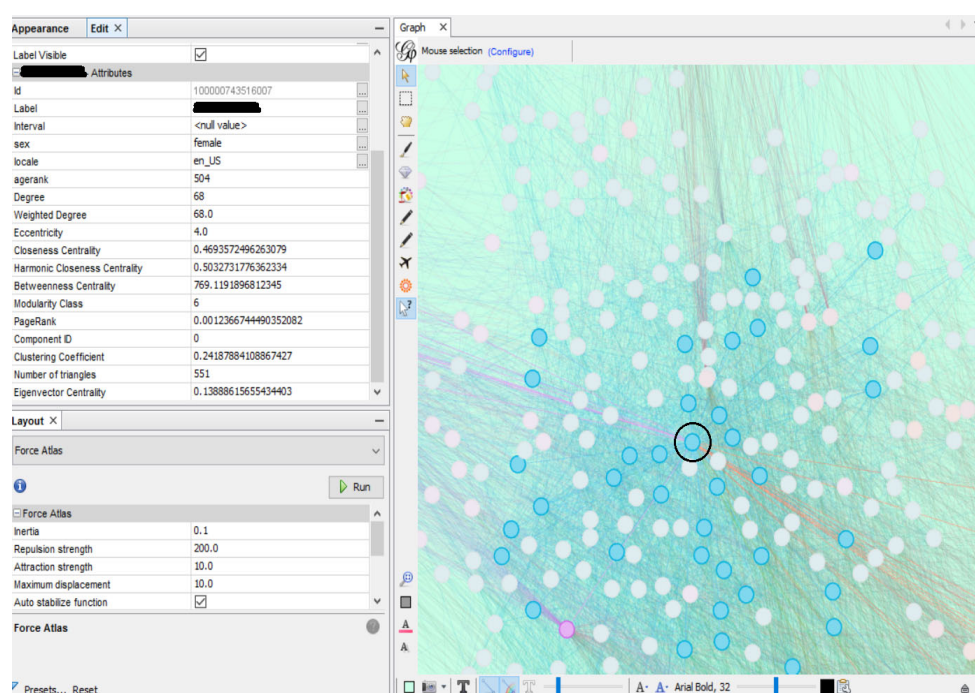 Appearance Edit ×
Graph ×
Mouse selection (Configure)
Label Visible
Attributes
Id 100000743516007 ...
Label ...
Interval <null value> ...
sex female ...
locale en_US ...
agerank 504
Degree 68
Weighted Degree 68.0
Eccentricity 4.0
Closeness Centrality 0.4693572496263079
Harmonic Closeness Centrality 0.5032731776362334
Betweenness Centrality 769.1191896812345
Modularity Class 6
PageRank 0.0012366744490352082
Component ID 0
Clustering Coefficient 0.24187884108867427
Number of triangles 551
Eigenvector Centrality 0.13888615655434403
Layout ×
Force Atlas
Run
Force Atlas
Inertia 0.1
Repulsion strength 200.0
Attraction strength 10.0
Maximum displacement 10.0
Auto stabilize function
Force Atlas
Presets... Reset
A
A
T T A- A- Arial Bold, 32